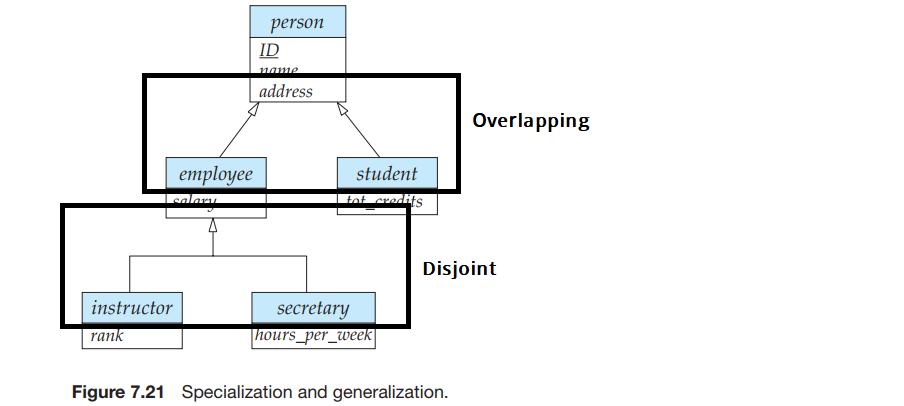 person
ID
name
address
Overlapping
employee
student
salary
tot_credits
Disjoint
instructor
secretary
rank
hours_per_week
Figure 7.21 Specialization and generalization.